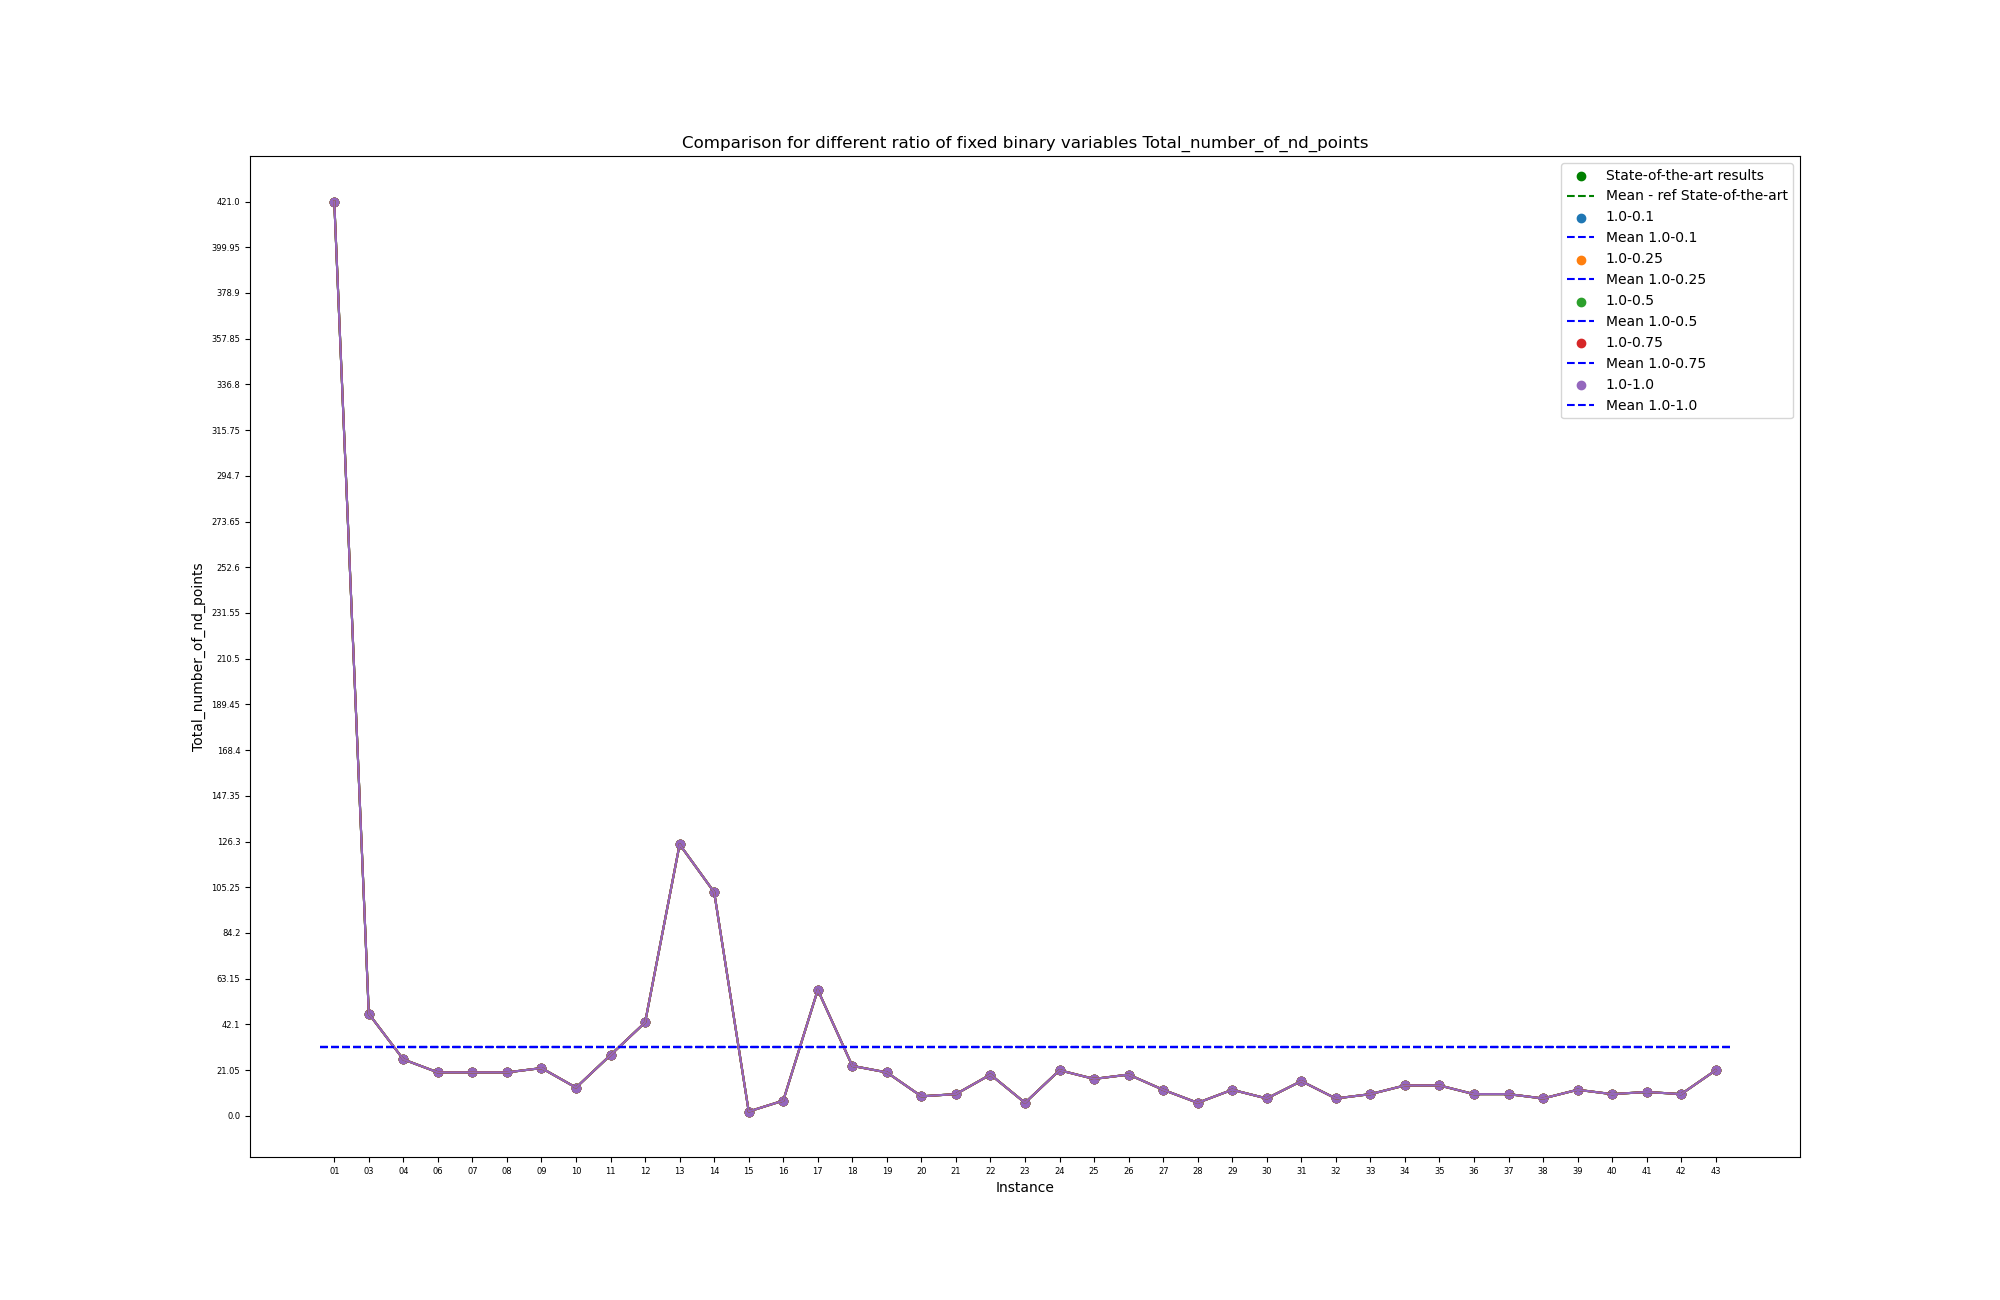 Comparison for different ratio of fixed binary variables Total_number_of_nd_points
State-of-the-art results
Mean - ref State-of-the-art
1.0-0.1
Mean 1.0-0.1
1.0-0.25
Mean 1.0-0.25
1.0-0.5
Mean 1.0-0.5
1.0-0.75
Mean 1.0-0.75
1.0-1.0
Mean 1.0-1.0
Total_number_of_nd_points
421.0
399.95
378.9
357.85
336.8
315.75
294.7
273.65
252.6
231.55
210.5
189.45
168.4
147.35
126.3
105.25
84.2
63.15
42.1
21.05
0.0
01 03 04 06 07 08 09 10 11 12 13 14 15 16 17 18 19 20 21 22 23 24 25 26 27 28 29 30 31 32 33 34 35 36 37 38 39 40 41 42 43
Instance